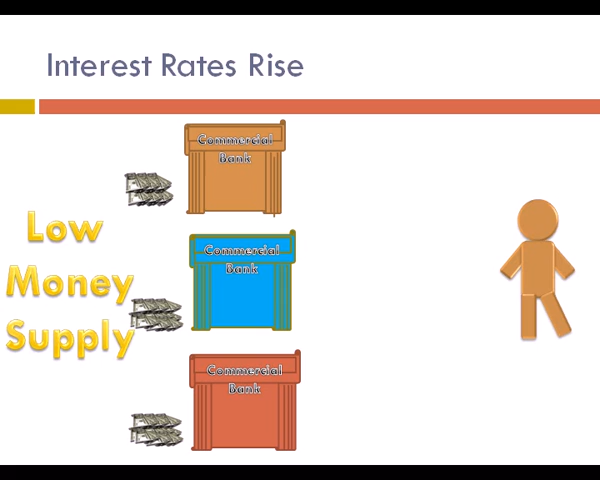 Interest Rates Rise
Commercial
Bank
Low
Money
Supply
Commercial
Bank
Commercial
Bank